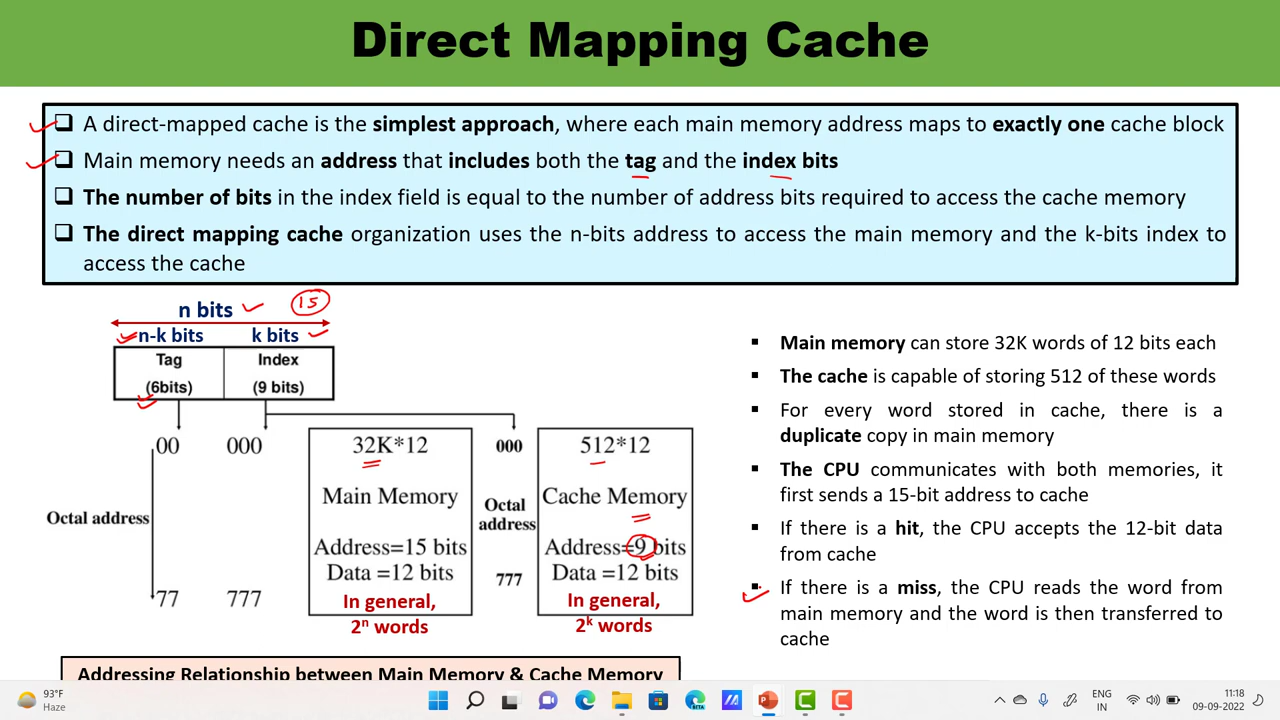 Direct Mapping Cache
A direct-mapped cache is the simplest approach, where each main memory address maps to exactly one cache block
Main memory needs an address that includes both the tag and the index bits
The number of bits in the index field is equal to the number of address bits required to access the cache memory
The direct mapping cache organization uses the n-bits address to access the main memory and the k-bits index to
access the cache
n bits 15
n-k bits k bits
Tag Index
(6bits) (9 bits)
00 000
Octal address
77 777
32K*12
Main Memory
Address=15 bits
Data =12 bits
In general,
2ⁿ words
000
Octal
address
777
512*12
Cache Memory
Address=9 bits
Data =12 bits
In general,
2ᵏ words
Main memory can store 32K words of 12 bits each
The cache is capable of storing 512 of these words
For every word stored in cache, there is a
duplicate copy in main memory
The CPU communicates with both memories, it
first sends a 15-bit address to cache
If there is a hit, the CPU accepts the 12-bit data
from cache
If there is a miss, the CPU reads the word from
main memory and the word is then transferred to
cache
Addressing Relationship between Main Memory & Cache Memory
93°F
Haze
BETA
ENG
IN
11:18
09-09-2022